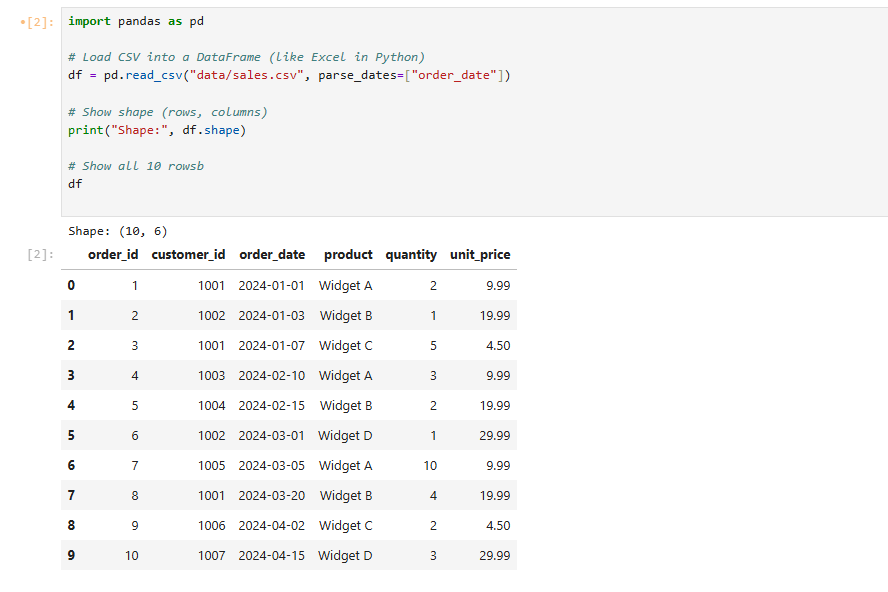 •[2]: import pandas as pd
# Load CSV into a DataFrame (like Excel in Python)
df = pd.read_csv("data/sales.csv", parse_dates=["order_date"])
# Show shape (rows, columns)
print("Shape:", df.shape)
# Show all 10 rowsb
df
Shape: (10, 6)
[2]: order_id customer_id order_date product quantity unit_price
0 1 1001 2024-01-01 Widget A 2 9.99
1 2 1002 2024-01-03 Widget B 1 19.99
2 3 1001 2024-01-07 Widget C 5 4.50
3 4 1003 2024-02-10 Widget A 3 9.99
4 5 1004 2024-02-15 Widget B 2 19.99
5 6 1002 2024-03-01 Widget D 1 29.99
6 7 1005 2024-03-05 Widget A 10 9.99
7 8 1001 2024-03-20 Widget B 4 19.99
8 9 1006 2024-04-02 Widget C 2 4.50
9 10 1007 2024-04-15 Widget D 3 29.99